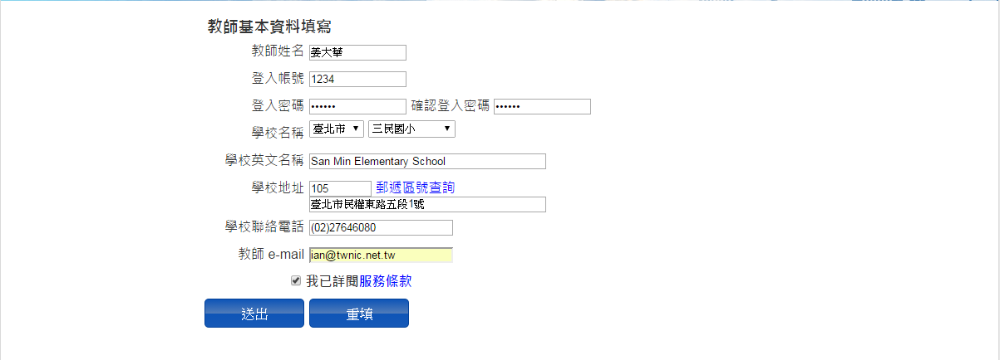 教師基本資料填寫
教師姓名 姜大華
登入帳號 1234
登入密碼 •••••• 確認登入密碼 ••••••
學校名稱 臺北市 三民國小
學校英文名稱 San Min Elementary School
學校地址 105 郵遞區號查詢
臺北市民權東路五段1號
學校聯絡電話 (02)27646080
教師 e-mail ian@twnic.net.tw
我已詳閱服務條款
送出 重填